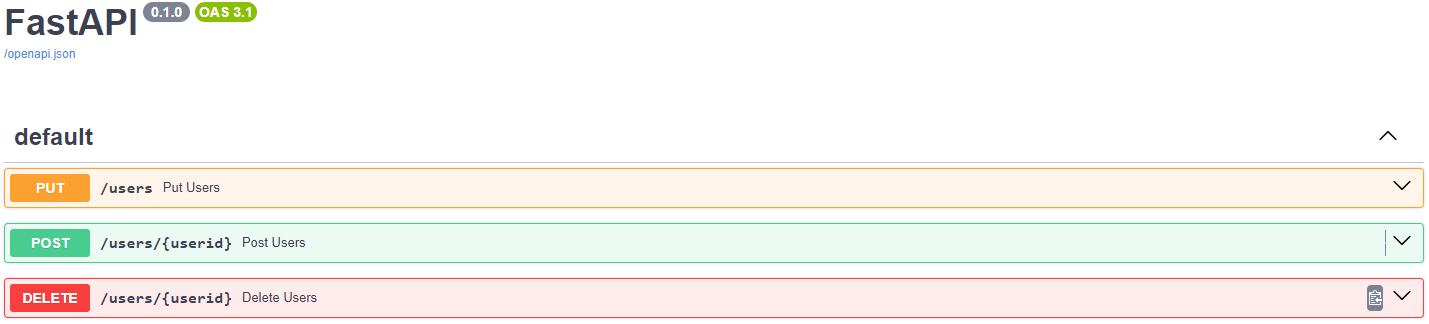 FastAPI 0.1.0 OAS 3.1
/openapi.json
default
PUT /users Put Users
POST /users/{userid} Post Users
DELETE /users/{userid} Delete Users